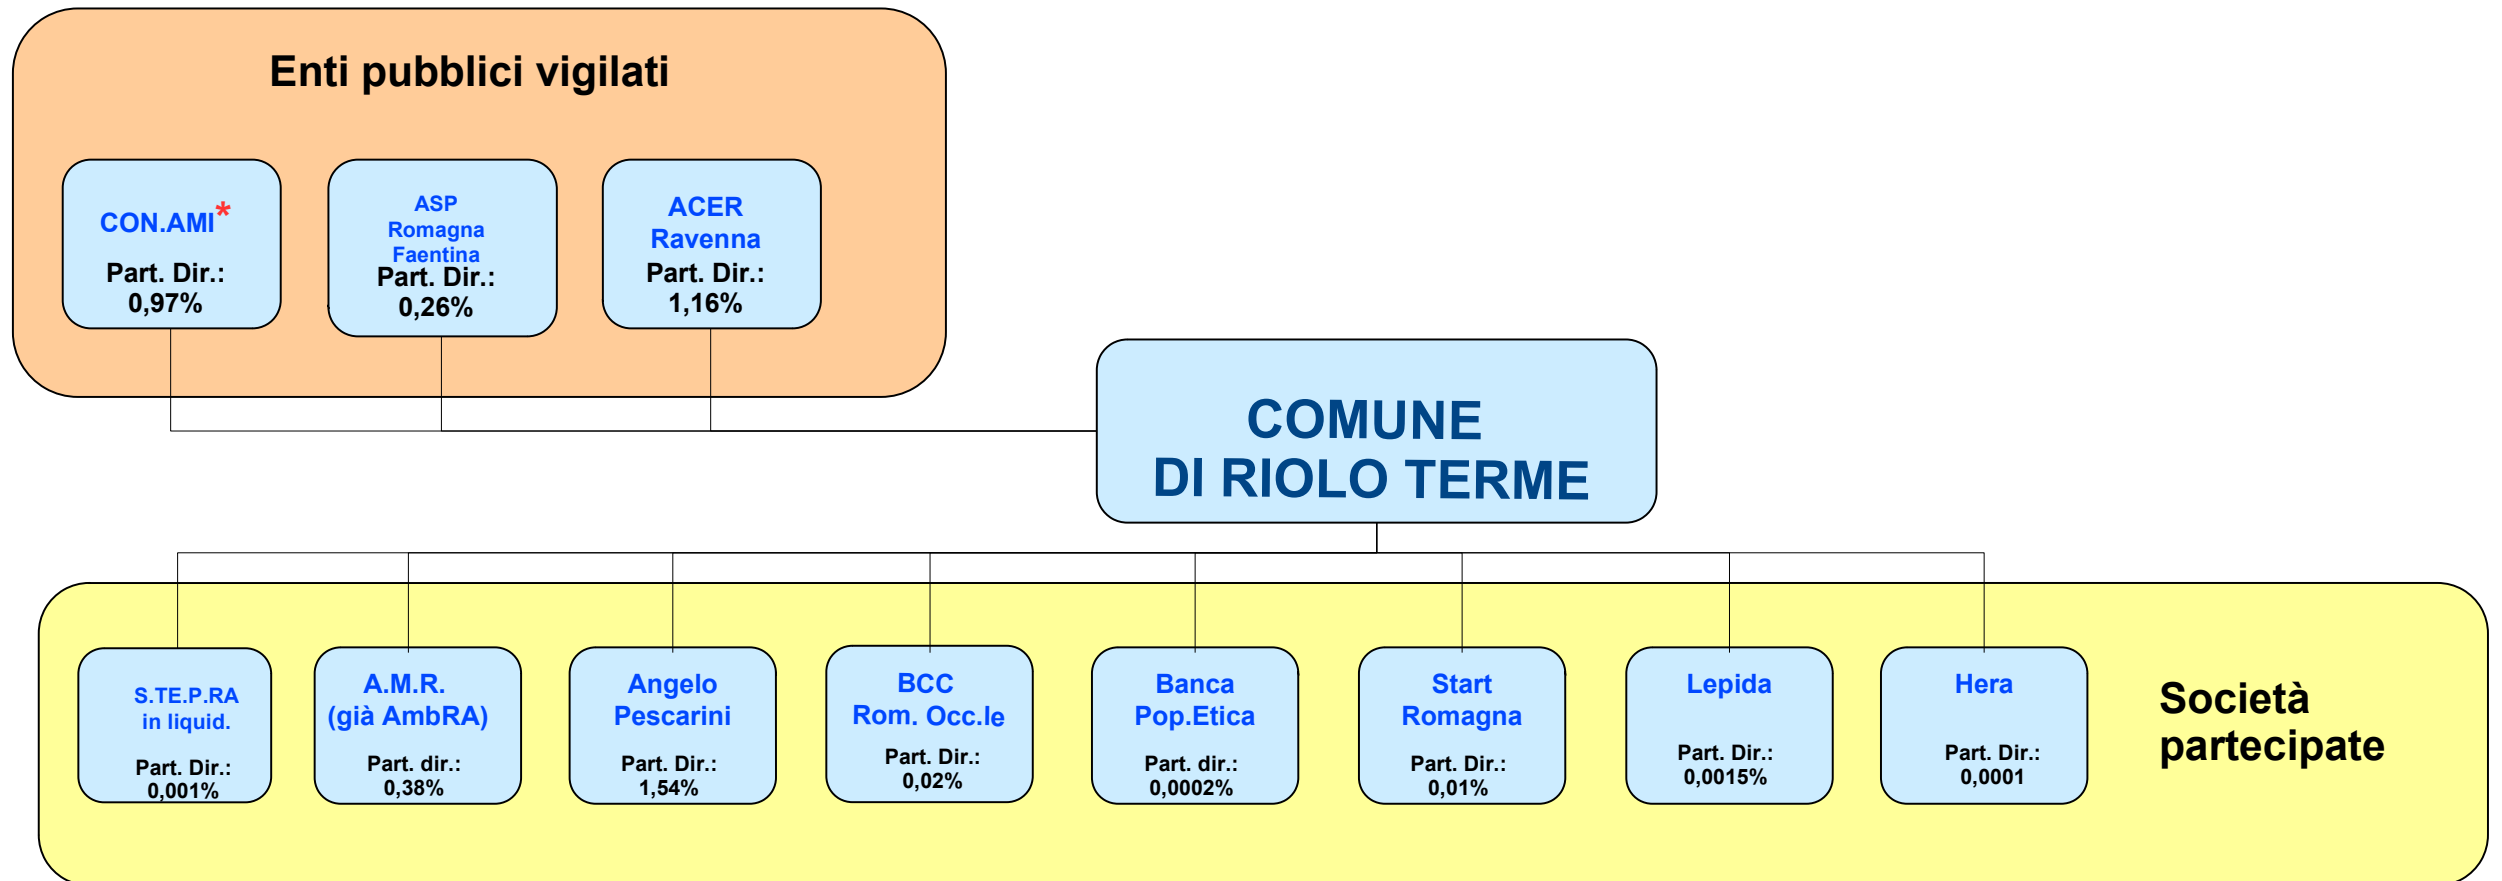 Enti pubblici vigilati
CON.AMI*
Part. Dir.:
0,97%
ASP
Romagna
Faentina
Part. Dir.:
0,26%
ACER
Ravenna
Part. Dir.:
1,16%
COMUNE
DI RIOLO TERME
S.TE.P.RA
in liquid.
Part. Dir.:
0,001%
A.M.R.
(già AmbRA)
Part. dir.:
0,38%
Angelo
Pescarini
Part. Dir.:
1,54%
BCC
Rom. Occ.le
Part. Dir.:
0,02%
Banca
Pop.Etica
Part. dir.:
0,0002%
Start
Romagna
Part. Dir.:
0,01%
Lepida
Part. Dir.:
0,0015%
Hera
Part. Dir.:
0,0001
Società
partecipate